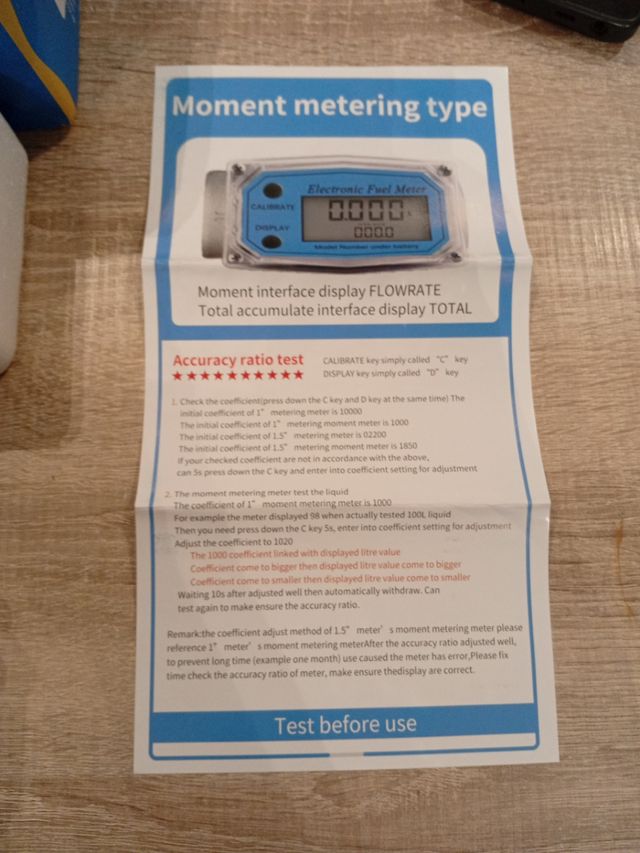 Moment metering type
Electronic Fuel Meter
CALIBRATE
0.000
DISPLAY
000.0
Model Number under battery
Moment interface display FLOWRATE
Total accumulate interface display TOTAL
Accuracy ratio test
CALIBRATE key simply called “C” key
★★★★★★★★★★
DISPLAY key simply called “D” key
1. Check the coefficient(press down the C key and D key at the same time) The
initial coefficient of 1” metering meter is 10000
The initial coefficient of 1” metering moment meter is 1000
The initial coefficient of 1.5” metering meter is 02200
The initial coefficient of 1.5” metering moment meter is 1850
if your checked coefficient are not in accordance with the above,
can 5s press down the C key and enter into coefficient setting for adjustment
2. The moment metering meter test the liquid
The coefficient of 1” moment metering meter is 1000
For example the meter displayed 98 when actually tested 100L liquid
Then you need press down the C key 5s, enter into coefficient setting for adjustment
Adjust the coefficient to 1020
The 1000 coefficient linked with displayed litre value
Coefficient come to bigger then displayed litre value come to bigger
Coefficient come to smaller then displayed litre value come to smaller
Waiting 10s after adjusted well then automatically withdraw. Can
test again to make ensure the accuracy ratio.
Remark:the coefficient adjust method of 1.5” meter’s moment metering meter please
reference 1” meter’s moment metering meterAfter the accuracy ratio adjusted well,
to prevent long time (example one month) use caused the meter has error,Please fix
time check the accuracy ratio of meter, make ensure thedisplay are correct.
Test before use